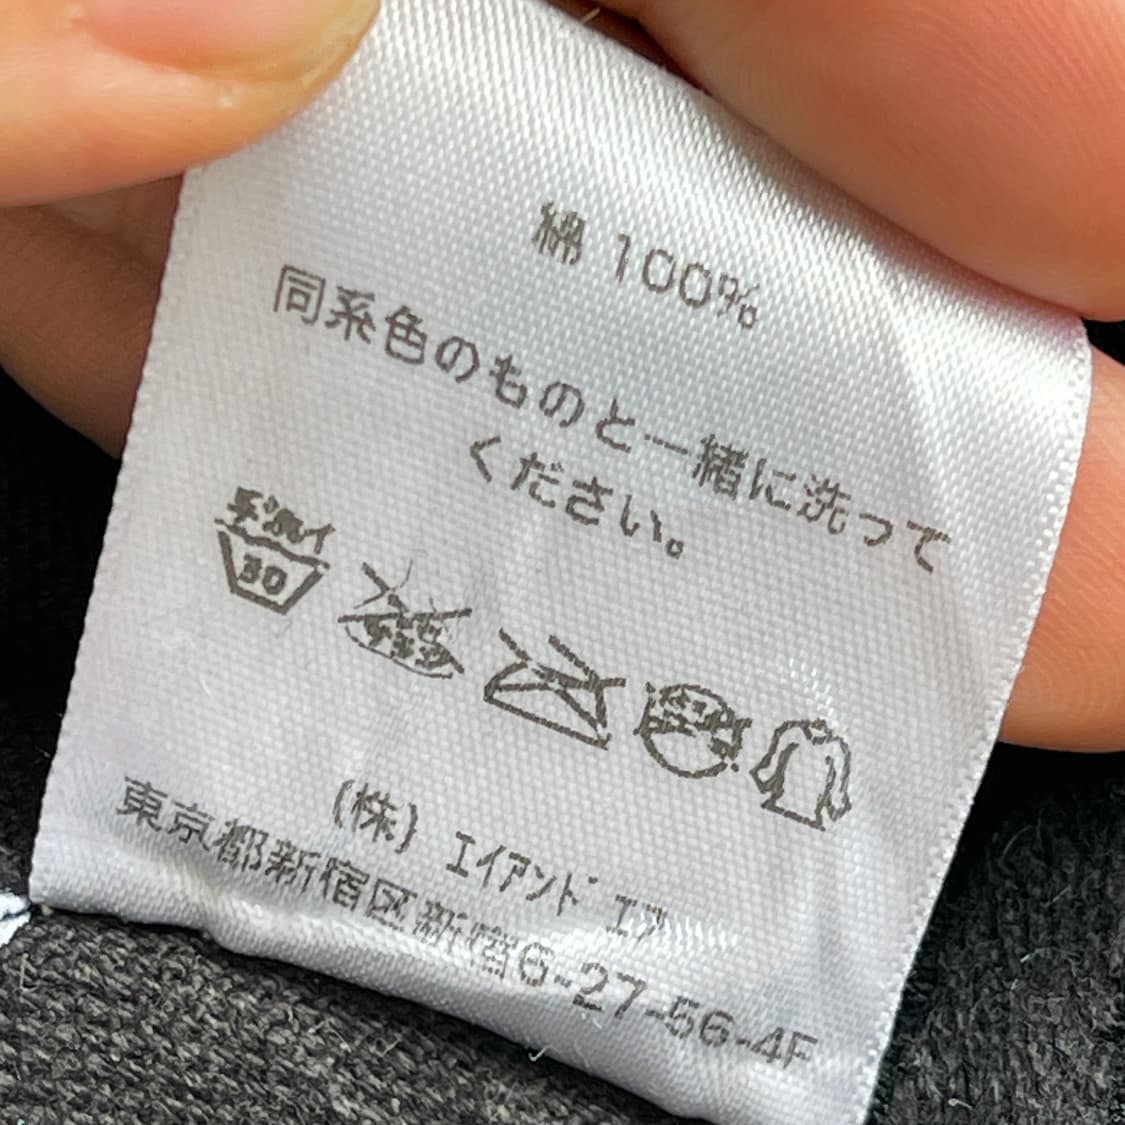 綿 100%
同系色のものと一緒に洗って
ください。
手洗イ
30
(株) エイアンド エフ
東京都新宿区新宿6-27-56-4F